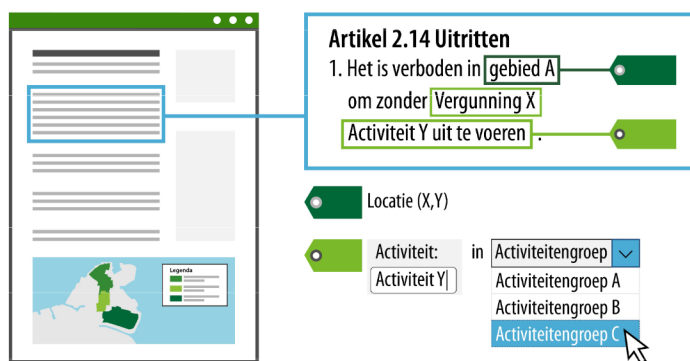 Artikel 2.14 Uitritten
1. Het is verboden in gebied A
om zonder Vergunning X
Activiteit Y uit te voeren .
Locatie (X,Y)
Activiteit: in Activiteitengroep
Activiteit Y
Activiteitengroep A
Activiteitengroep B
Activiteitengroep C
Legenda